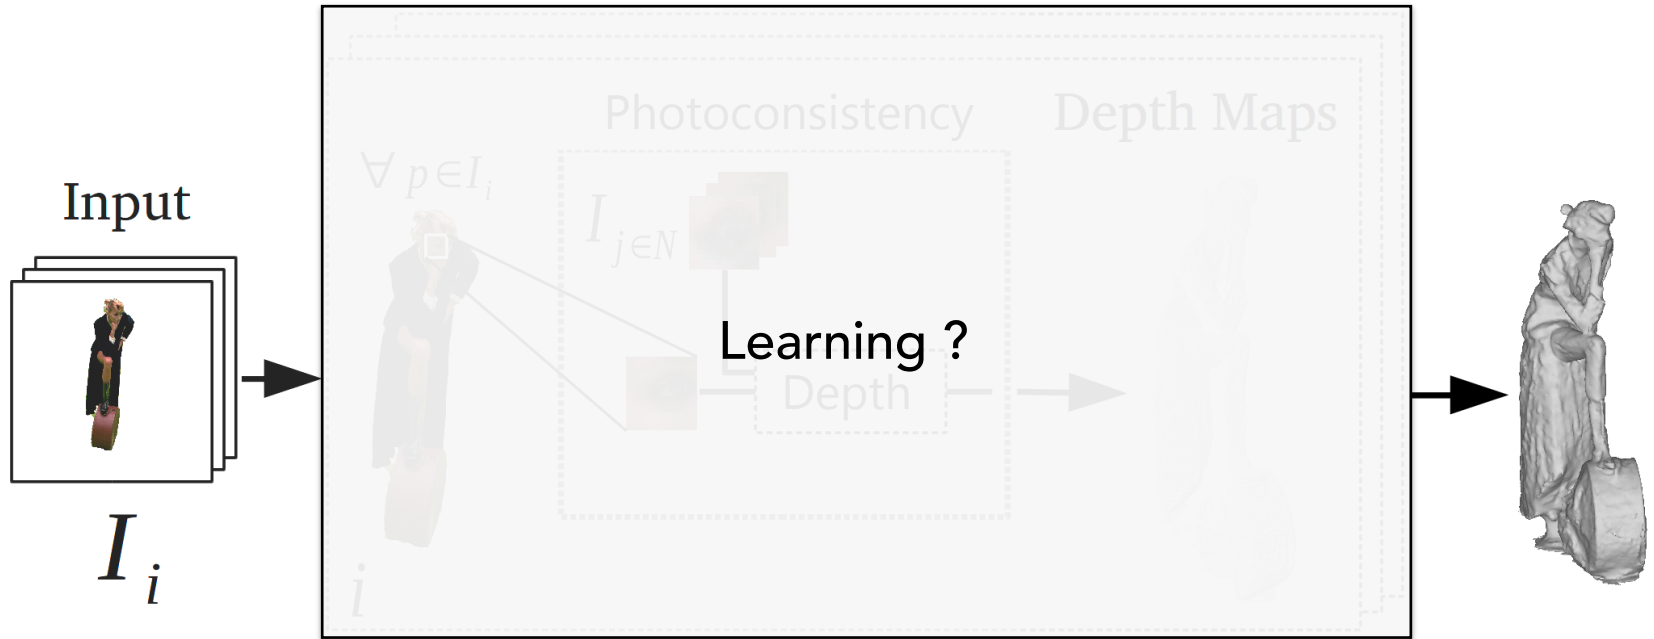 Photoconsistency
Depth Maps
∀ p∈I i
Input
I j∈N
Learning ?
Depth
I i
i